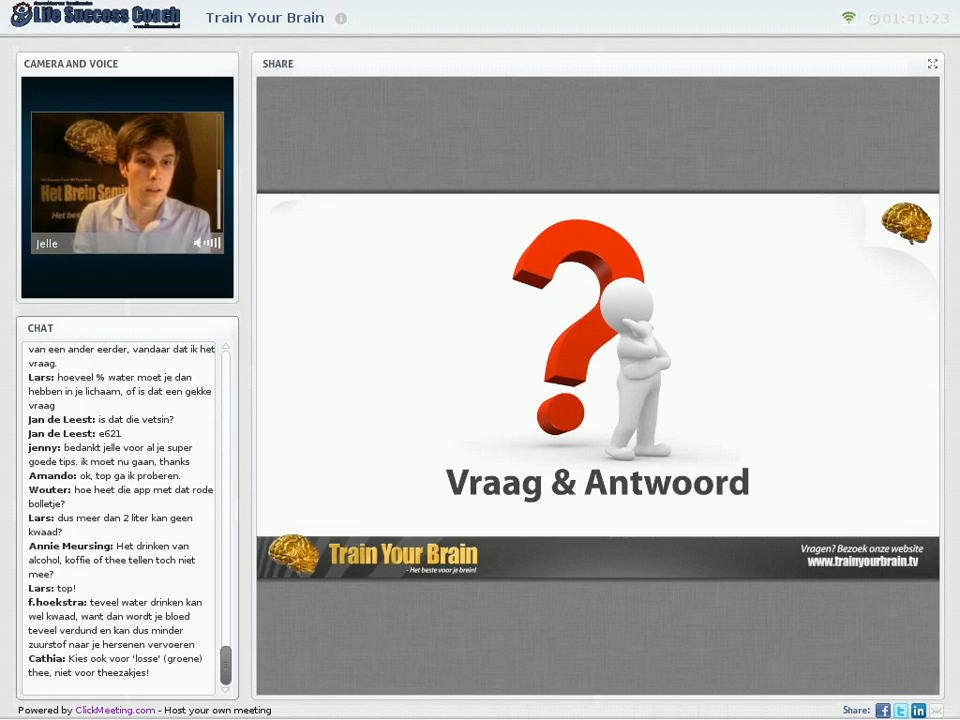 Life Success Coach
Train Your Brain
01:41:23
CAMERA AND VOICE
Het Brein Semi
Het bes
Jelle
SHARE
Vraag & Antwoord
Train Your Brain
- Het beste voor je brein!
Vragen? Bezoek onze website
www.trainyourbrain.tv
CHAT
van een ander eerder, vandaar dat ik het
vraag.
Lars: hoeveel % water moet je dan
hebben in je lichaam, of is dat een gekke
vraag
Jan de Leest: is dat die vetsin?
Jan de Leest: e621
jenny: bedankt jelle voor al je super
goede tips. ik moet nu gaan, thanks
Amando: ok, top ga ik proberen.
Wouter: hoe heet die app met dat rode
bolletje?
Lars: dus meer dan 2 liter kan geen
kwaad?
Annie Meursing: Het drinken van
alcohol, koffie of thee tellen toch niet
mee?
Lars: top!
f.hoekstra: teveel water drinken kan
wel kwaad, want dan wordt je bloed
teveel verdund en kan dus minder
zuurstof naar je hersenen vervoeren
Cathia: Kies ook voor 'losse' (groene)
thee, niet voor theezakjes!
Powered by ClickMeeting.com - Host your own meeting
Share: